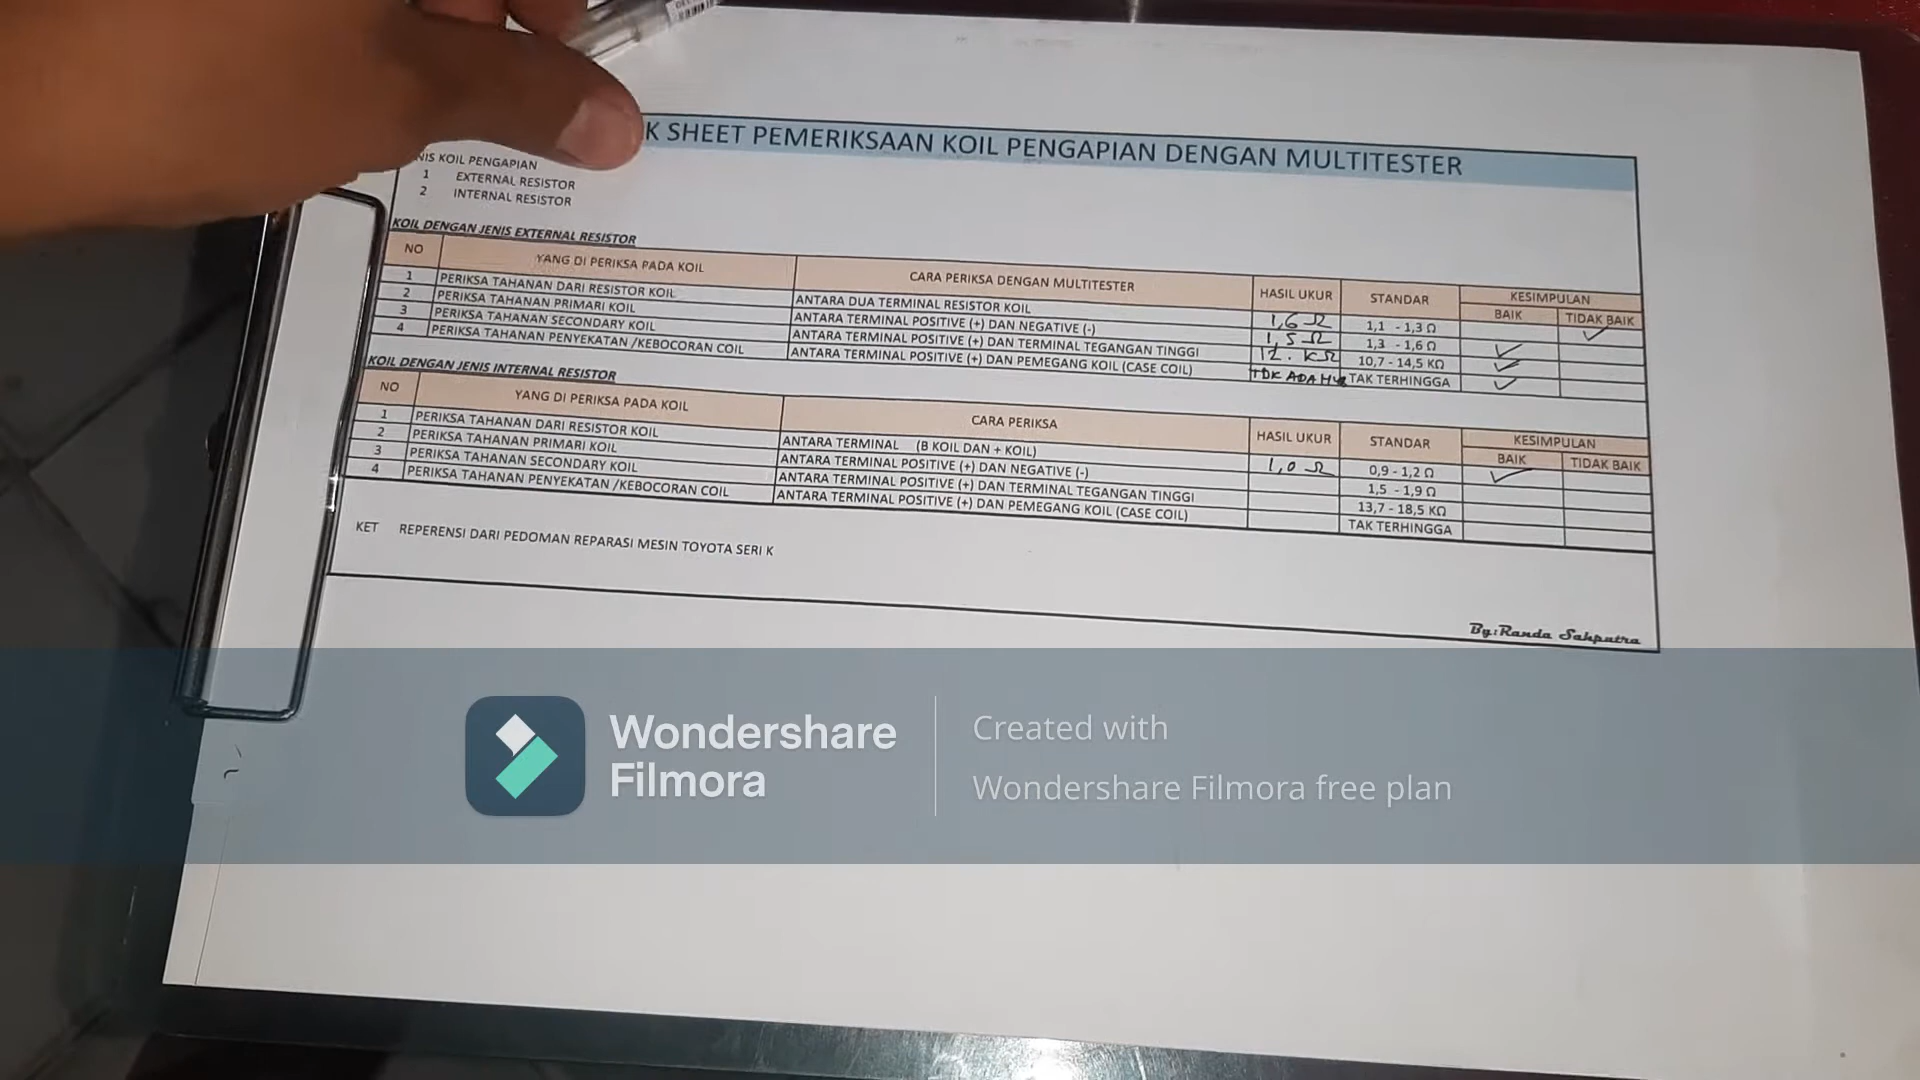 K SHEET PEMERIKSAAN KOIL PENGAPIAN DENGAN MULTITESTER
NIS KOIL PENGAPIAN
1 EXTERNAL RESISTOR
2 INTERNAL RESISTOR
KOIL DENGAN JENIS EXTERNAL RESISTOR
NO YANG DI PERIKSA PADA KOIL CARA PERIKSA DENGAN MULTITESTER HASIL UKUR STANDAR KESIMPULAN
BAIK TIDAK BAIK
1 PERIKSA TAHANAN DARI RESISTOR KOIL ANTARA DUA TERMINAL RESISTOR KOIL 1,6 Ω 1,1 - 1,3 Ω ✓
2 PERIKSA TAHANAN PRIMARI KOIL ANTARA TERMINAL POSITIVE (+) DAN NEGATIVE (-) 1,5 Ω 1,3 - 1,6 Ω ✓
3 PERIKSA TAHANAN SECONDARY KOIL ANTARA TERMINAL POSITIVE (+) DAN TERMINAL TEGANGAN TINGGI 12. KΩ 10,7 - 14,5 KΩ ✓
4 PERIKSA TAHANAN PENYEKATAN /KEBOCORAN COIL ANTARA TERMINAL POSITIVE (+) DAN PEMEGANG KOIL (CASE COIL) TDK ADA TAK TERHINGGA ✓
KOIL DENGAN JENIS INTERNAL RESISTOR
NO YANG DI PERIKSA PADA KOIL CARA PERIKSA HASIL UKUR STANDAR KESIMPULAN
BAIK TIDAK BAIK
1 PERIKSA TAHANAN DARI RESISTOR KOIL ANTARA TERMINAL (B KOIL DAN + KOIL) 1,0 Ω 0,9 - 1,2 Ω ✓
2 PERIKSA TAHANAN PRIMARI KOIL ANTARA TERMINAL POSITIVE (+) DAN NEGATIVE (-) 1,5 - 1,9 Ω
3 PERIKSA TAHANAN SECONDARY KOIL ANTARA TERMINAL POSITIVE (+) DAN TERMINAL TEGANGAN TINGGI 13,7 - 18,5 KΩ
4 PERIKSA TAHANAN PENYEKATAN /KEBOCORAN COIL ANTARA TERMINAL POSITIVE (+) DAN PEMEGANG KOIL (CASE COIL) TAK TERHINGGA
KET REPERENSI DARI PEDOMAN REPARASI MESIN TOYOTA SERI K
By:Randa Sahputra
Wondershare
Filmora
Created with
Wondershare Filmora free plan